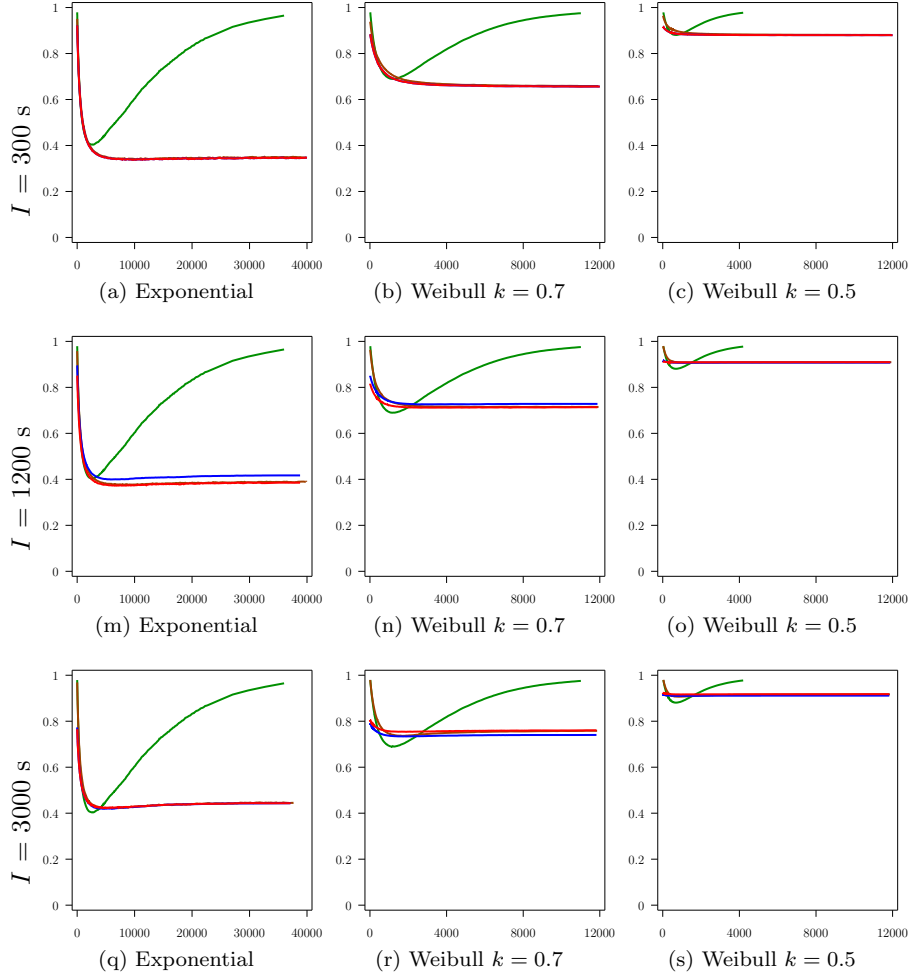 1
0.8
0.6
0.4
0.2
0
I = 300 s
0 10000 20000 30000 40000
(a) Exponential
1
0.8
0.6
0.4
0.2
0
0 4000 8000 12000
(b) Weibull k = 0.7
1
0.8
0.6
0.4
0.2
0
0 4000 8000 12000
(c) Weibull k = 0.5
1
0.8
0.6
0.4
0.2
0
I = 1200 s
0 10000 20000 30000 40000
(m) Exponential
1
0.8
0.6
0.4
0.2
0
0 4000 8000 12000
(n) Weibull k = 0.7
1
0.8
0.6
0.4
0.2
0
0 4000 8000 12000
(o) Weibull k = 0.5
1
0.8
0.6
0.4
0.2
0
I = 3000 s
0 10000 20000 30000 40000
(q) Exponential
1
0.8
0.6
0.4
0.2
0
0 4000 8000 12000
(r) Weibull k = 0.7
1
0.8
0.6
0.4
0.2
0
0 4000 8000 12000
(s) Weibull k = 0.5